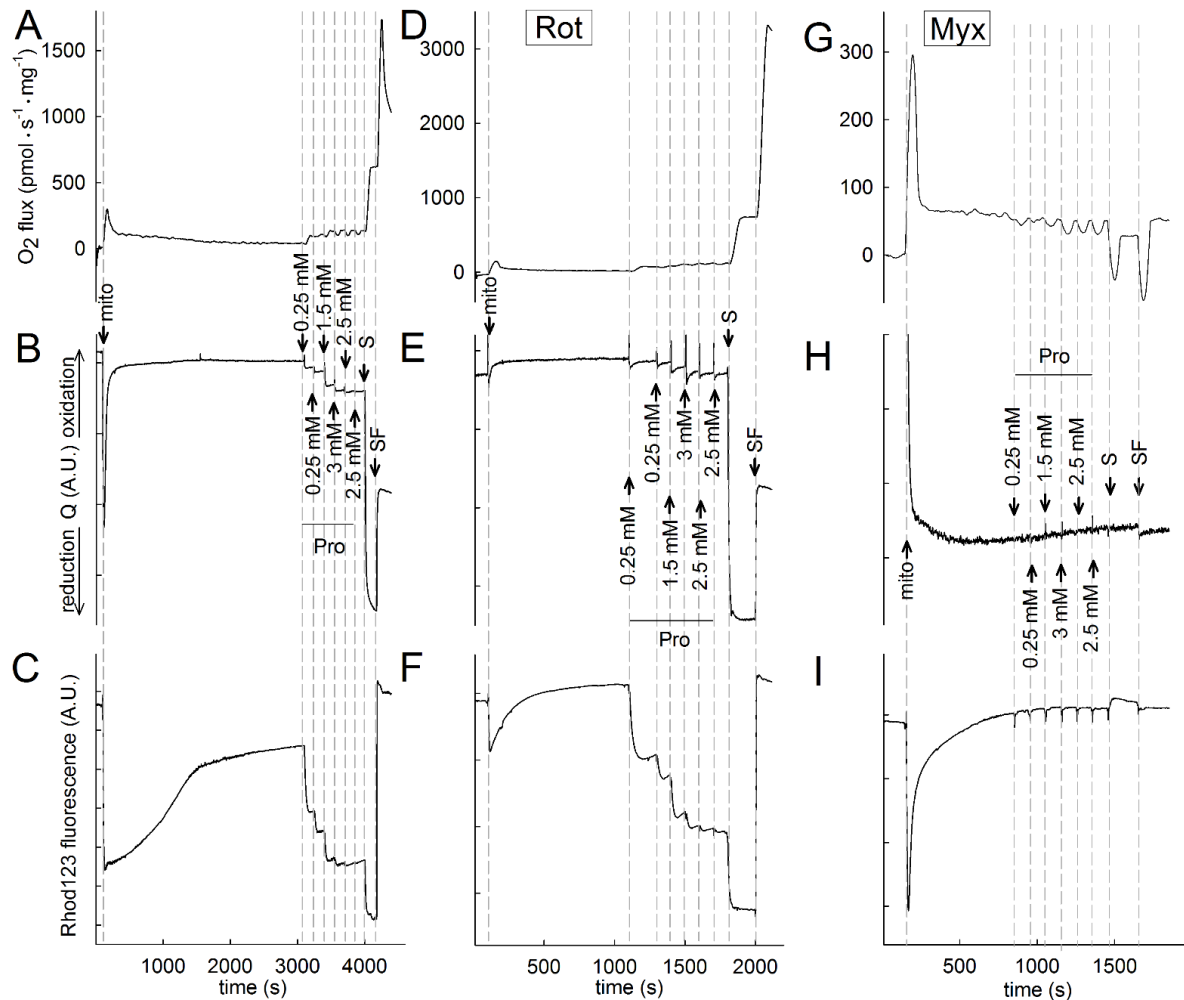 A
D
Rot
G
Myx
O2 flux (pmol · s-1 · mg-1)
1500
1000
500
0
3000
2000
1000
0
300
200
100
0
mito
0.25 mM
1.5 mM
2.5 mM
S
0.25 mM
3 mM
2.5 mM
SF
Pro
mito
S
0.25 mM
0.25 mM
1.5 mM
3 mM
2.5 mM
2.5 mM
SF
Pro
Pro
0.25 mM
1.5 mM
2.5 mM
S
SF
mito
0.25 mM
3 mM
2.5 mM
B
E
H
reduction Q (A.U.) oxidation
C
F
I
Rhod123 fluorescence (A.U.)
1000 2000 3000 4000
500 1000 1500 2000
500 1000 1500
time (s)
time (s)
time (s)